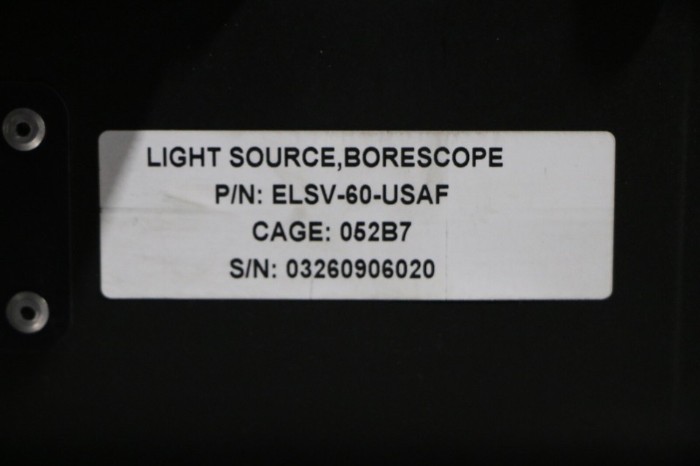 LIGHT SOURCE,BORESCOPE
P/N: ELSV-60-USAF
CAGE: 052B7
S/N: 03260906020